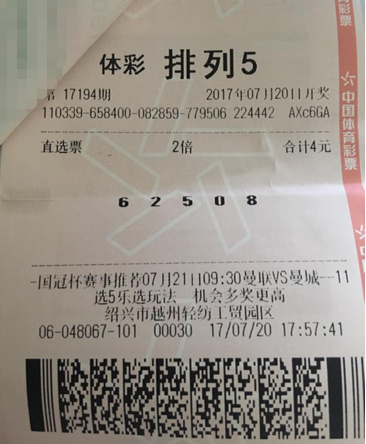 体彩 排列5
第 17194期 2017年07月20日开奖
110339-658400-082859-779506 224442 AXc6GA
直选票 2倍 合计4元
6 2 5 0 8
-国冠杯赛事推荐07月21日09:30曼联VS曼城--11
选5乐选玩法 机会多奖更高
绍兴市越州轻纺工贸园区
06-048067-101 00030 17/07/20 17:57:41
彩票
中国体育彩票
中国体